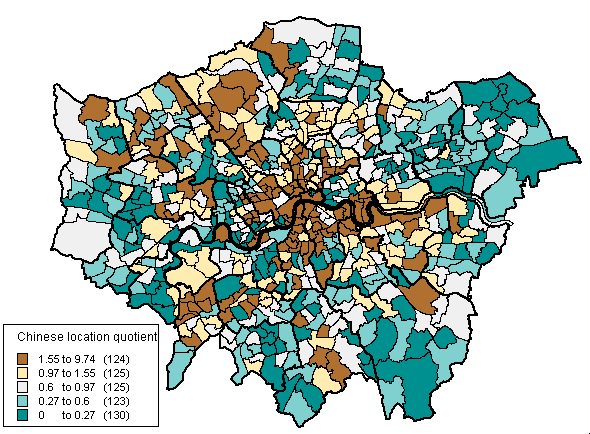 Chinese location quotient
1.55 to 9.74 (124)
0.97 to 1.55 (125)
0.6 to 0.97 (125)
0.27 to 0.6 (123)
0 to 0.27 (130)